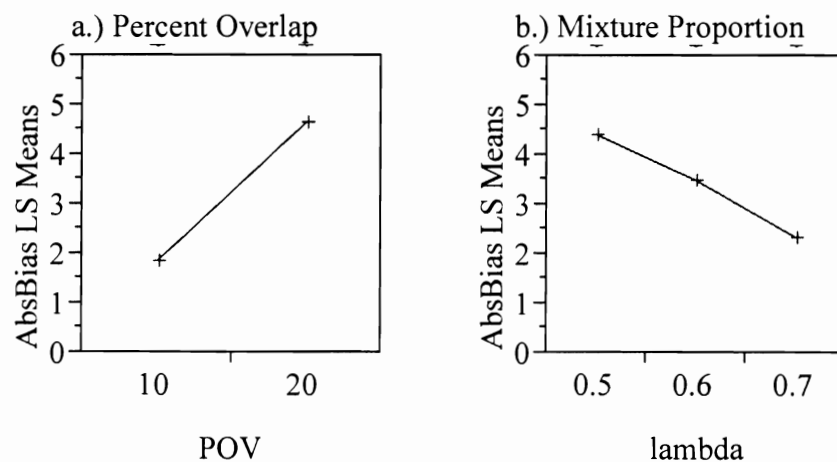 a.) Percent Overlap
AbsBias LS Means
6
5
4
3
2
1
0
10 20
POV
b.) Mixture Proportion
AbsBias LS Means
6
5
4
3
2
1
0
0.5 0.6 0.7
lambda